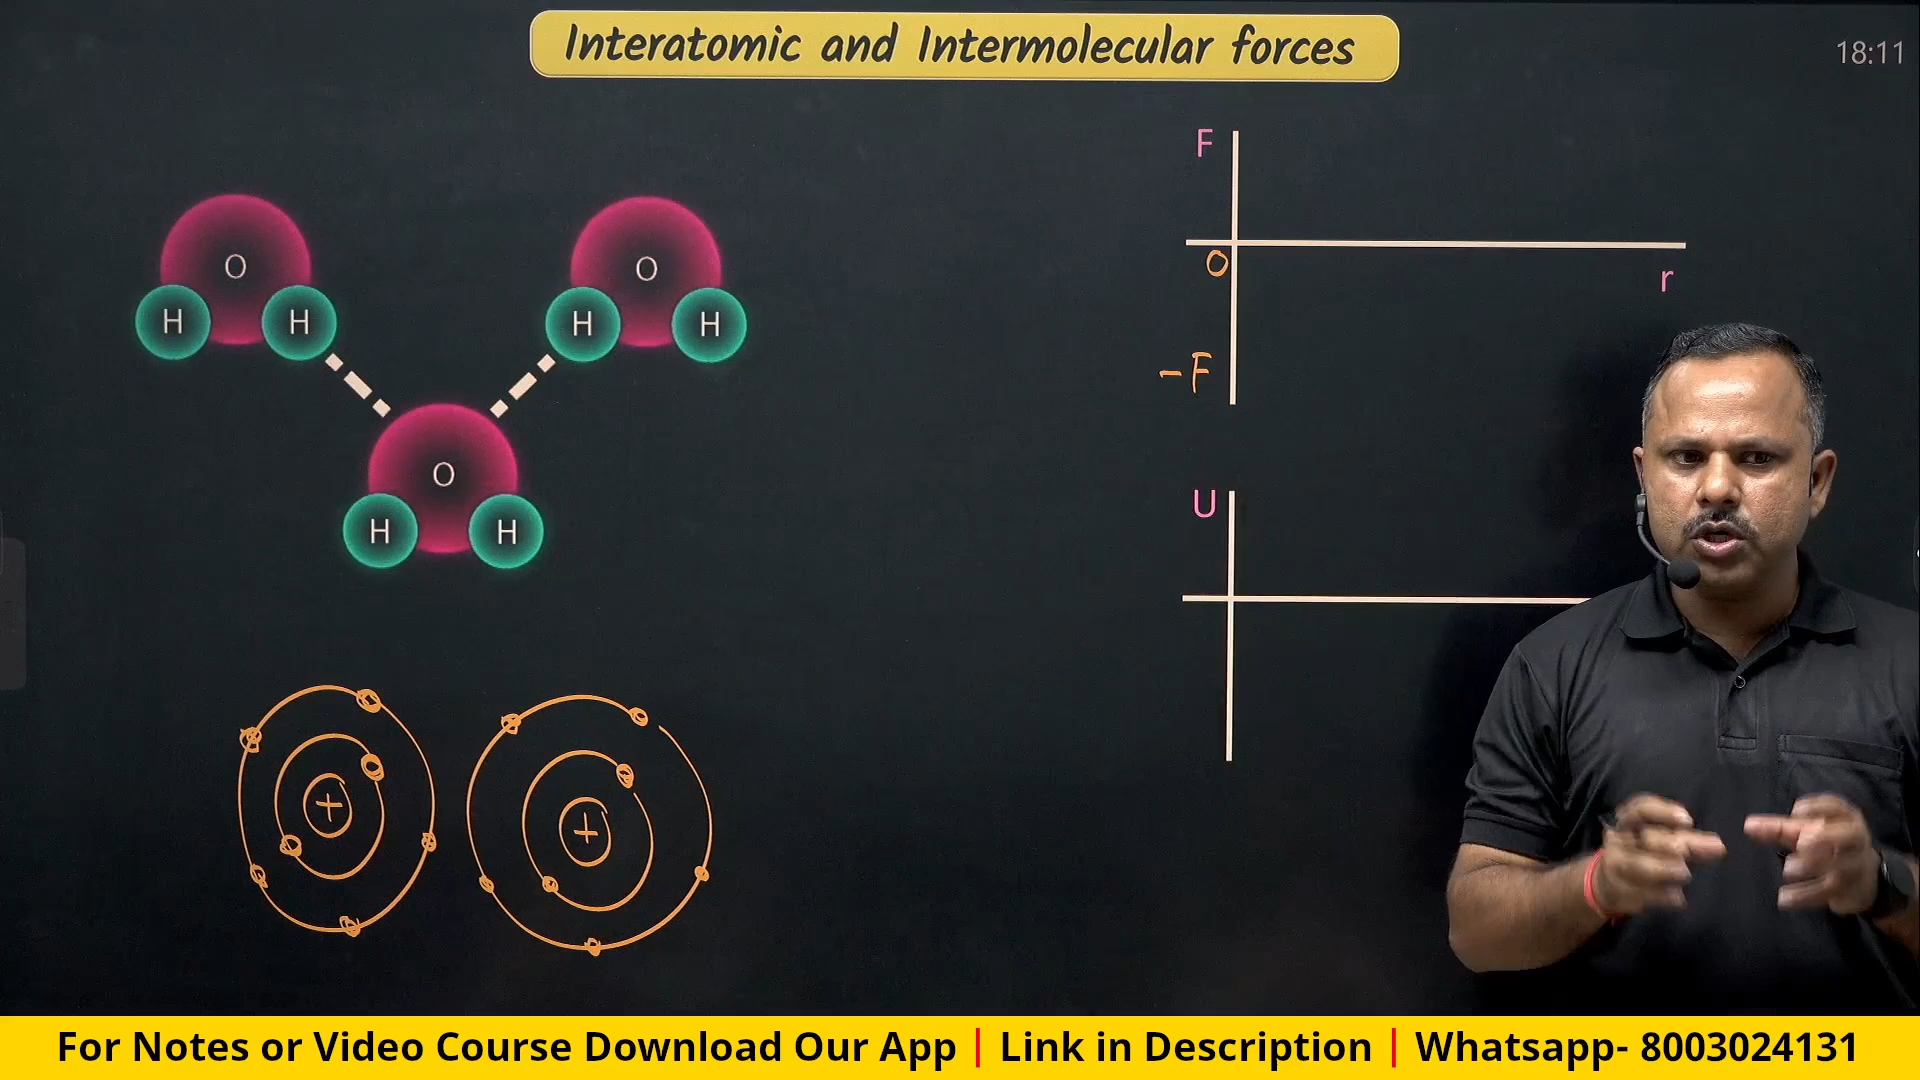 Interatomic and Intermolecular forces
18:11
F
O
r
-F
O
H H
O
H H
O
H H
U
+
+
For Notes or Video Course Download Our App | Link in Description | Whatsapp- 8003024131